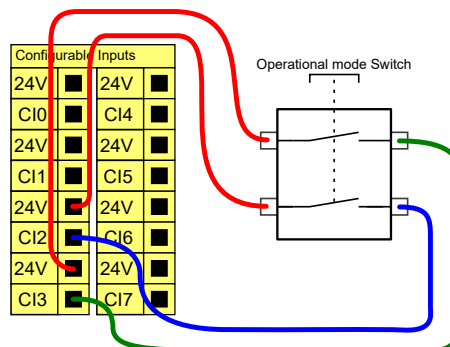 Configurable Inputs
Operational mode Switch
24V 24V
CI0 CI4
24V 24V
CI1 CI5
24V 24V
CI2 CI6
24V 24V
CI3 CI7